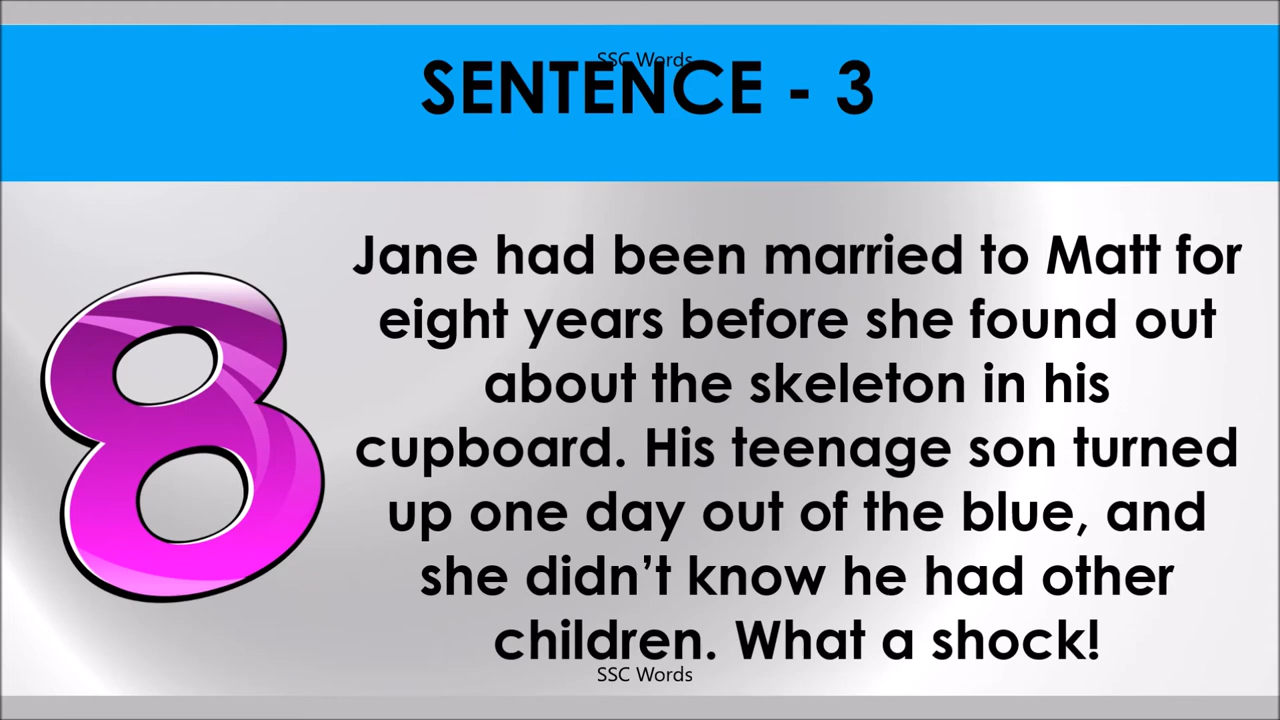 SSC Words
SENTENCE - 3
8
Jane had been married to Matt for
eight years before she found out
about the skeleton in his
cupboard. His teenage son turned
up one day out of the blue, and
she didn’t know he had other
children. What a shock!
SSC Words